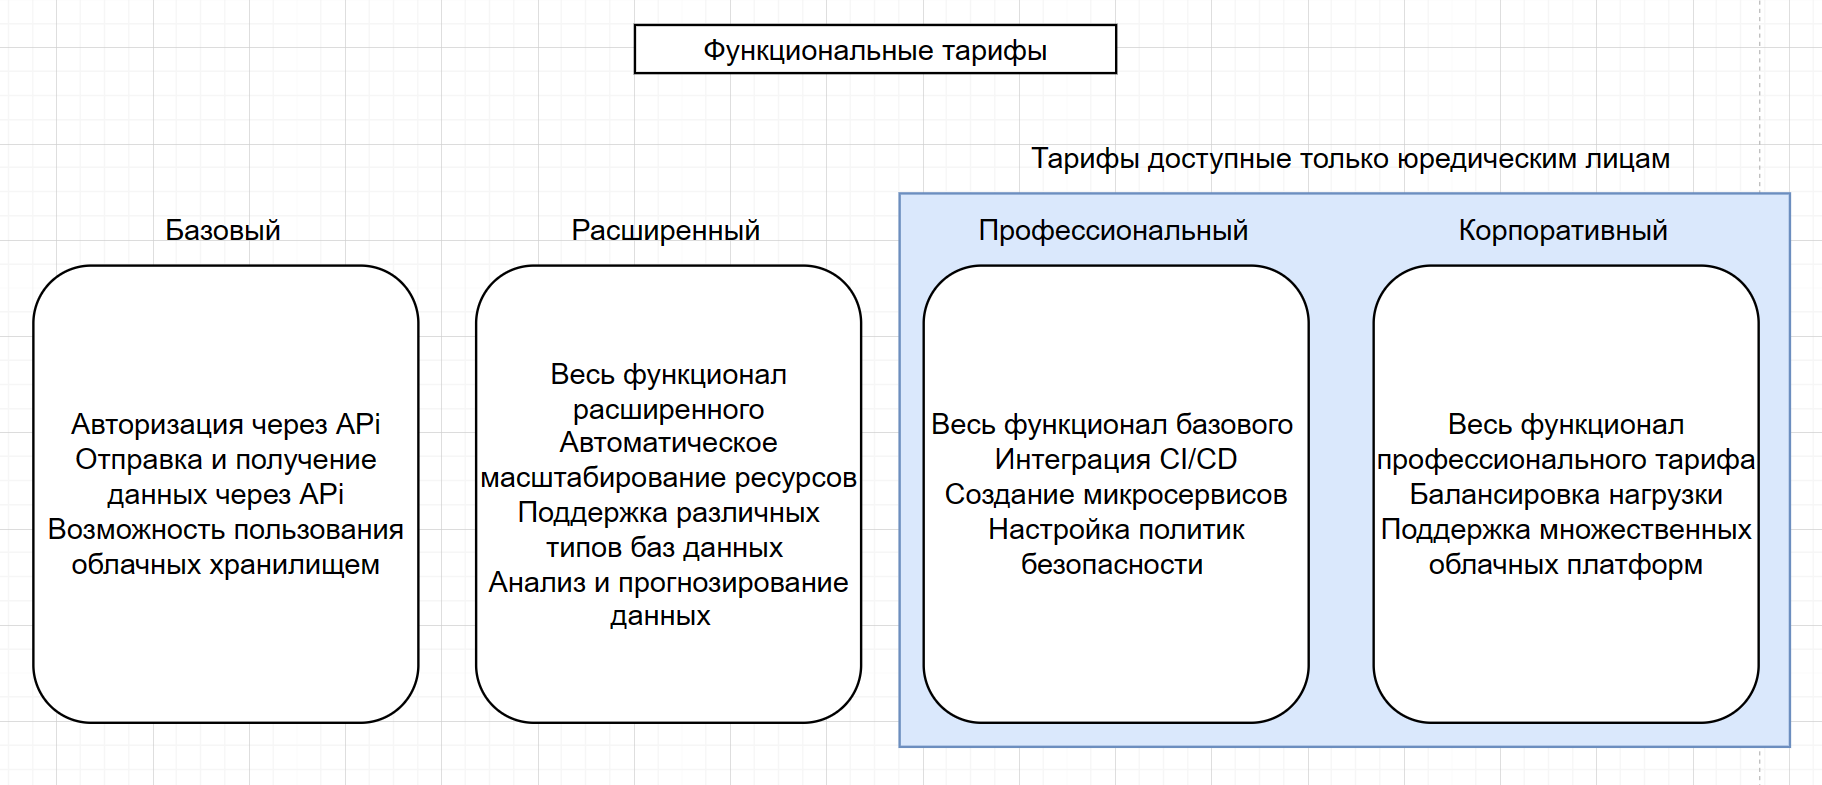 Функциональные тарифы
Тарифы доступные только юредическим лицам
Базовый
Авторизация через APi
Отправка и получение
данных через APi
Возможность пользования
облачных хранилищем
Расширенный
Весь функционал
расширенного
Автоматическое
масштабирование ресурсов
Поддержка различных
типов баз данных
Анализ и прогнозирование
данных
Профессиональный
Весь функционал базового
Интеграция CI/CD
Создание микросервисов
Настройка политик
безопасности
Корпоративный
Весь функционал
профессионального тарифа
Балансировка нагрузки
Поддержка множественных
облачных платформ